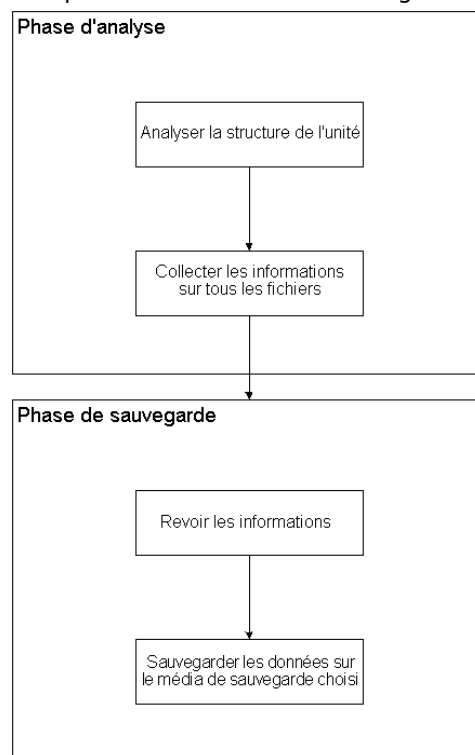 Phase d'analyse
Analyser la structure de l'unité
Collecter les informations
sur tous les fichiers
Phase de sauvegarde
Revoir les informations
Sauvegarder les données sur
le média de sauvegarde choisi